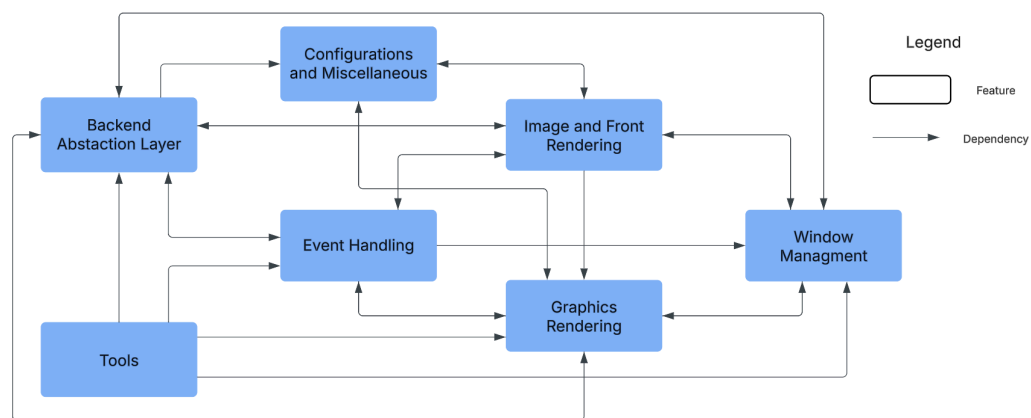 Configurations
and Miscellaneous
Legend
Feature
Backend
Abstaction Layer
Image and Front
Rendering
Dependency
Event Handling
Window
Managment
Graphics
Rendering
Tools